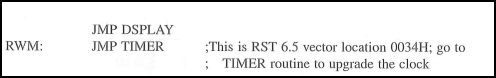 JMP DSPLAY
RWM: JMP TIMER ;This is RST 6.5 vector location 0034H; go to
; TIMER routine to upgrade the clock